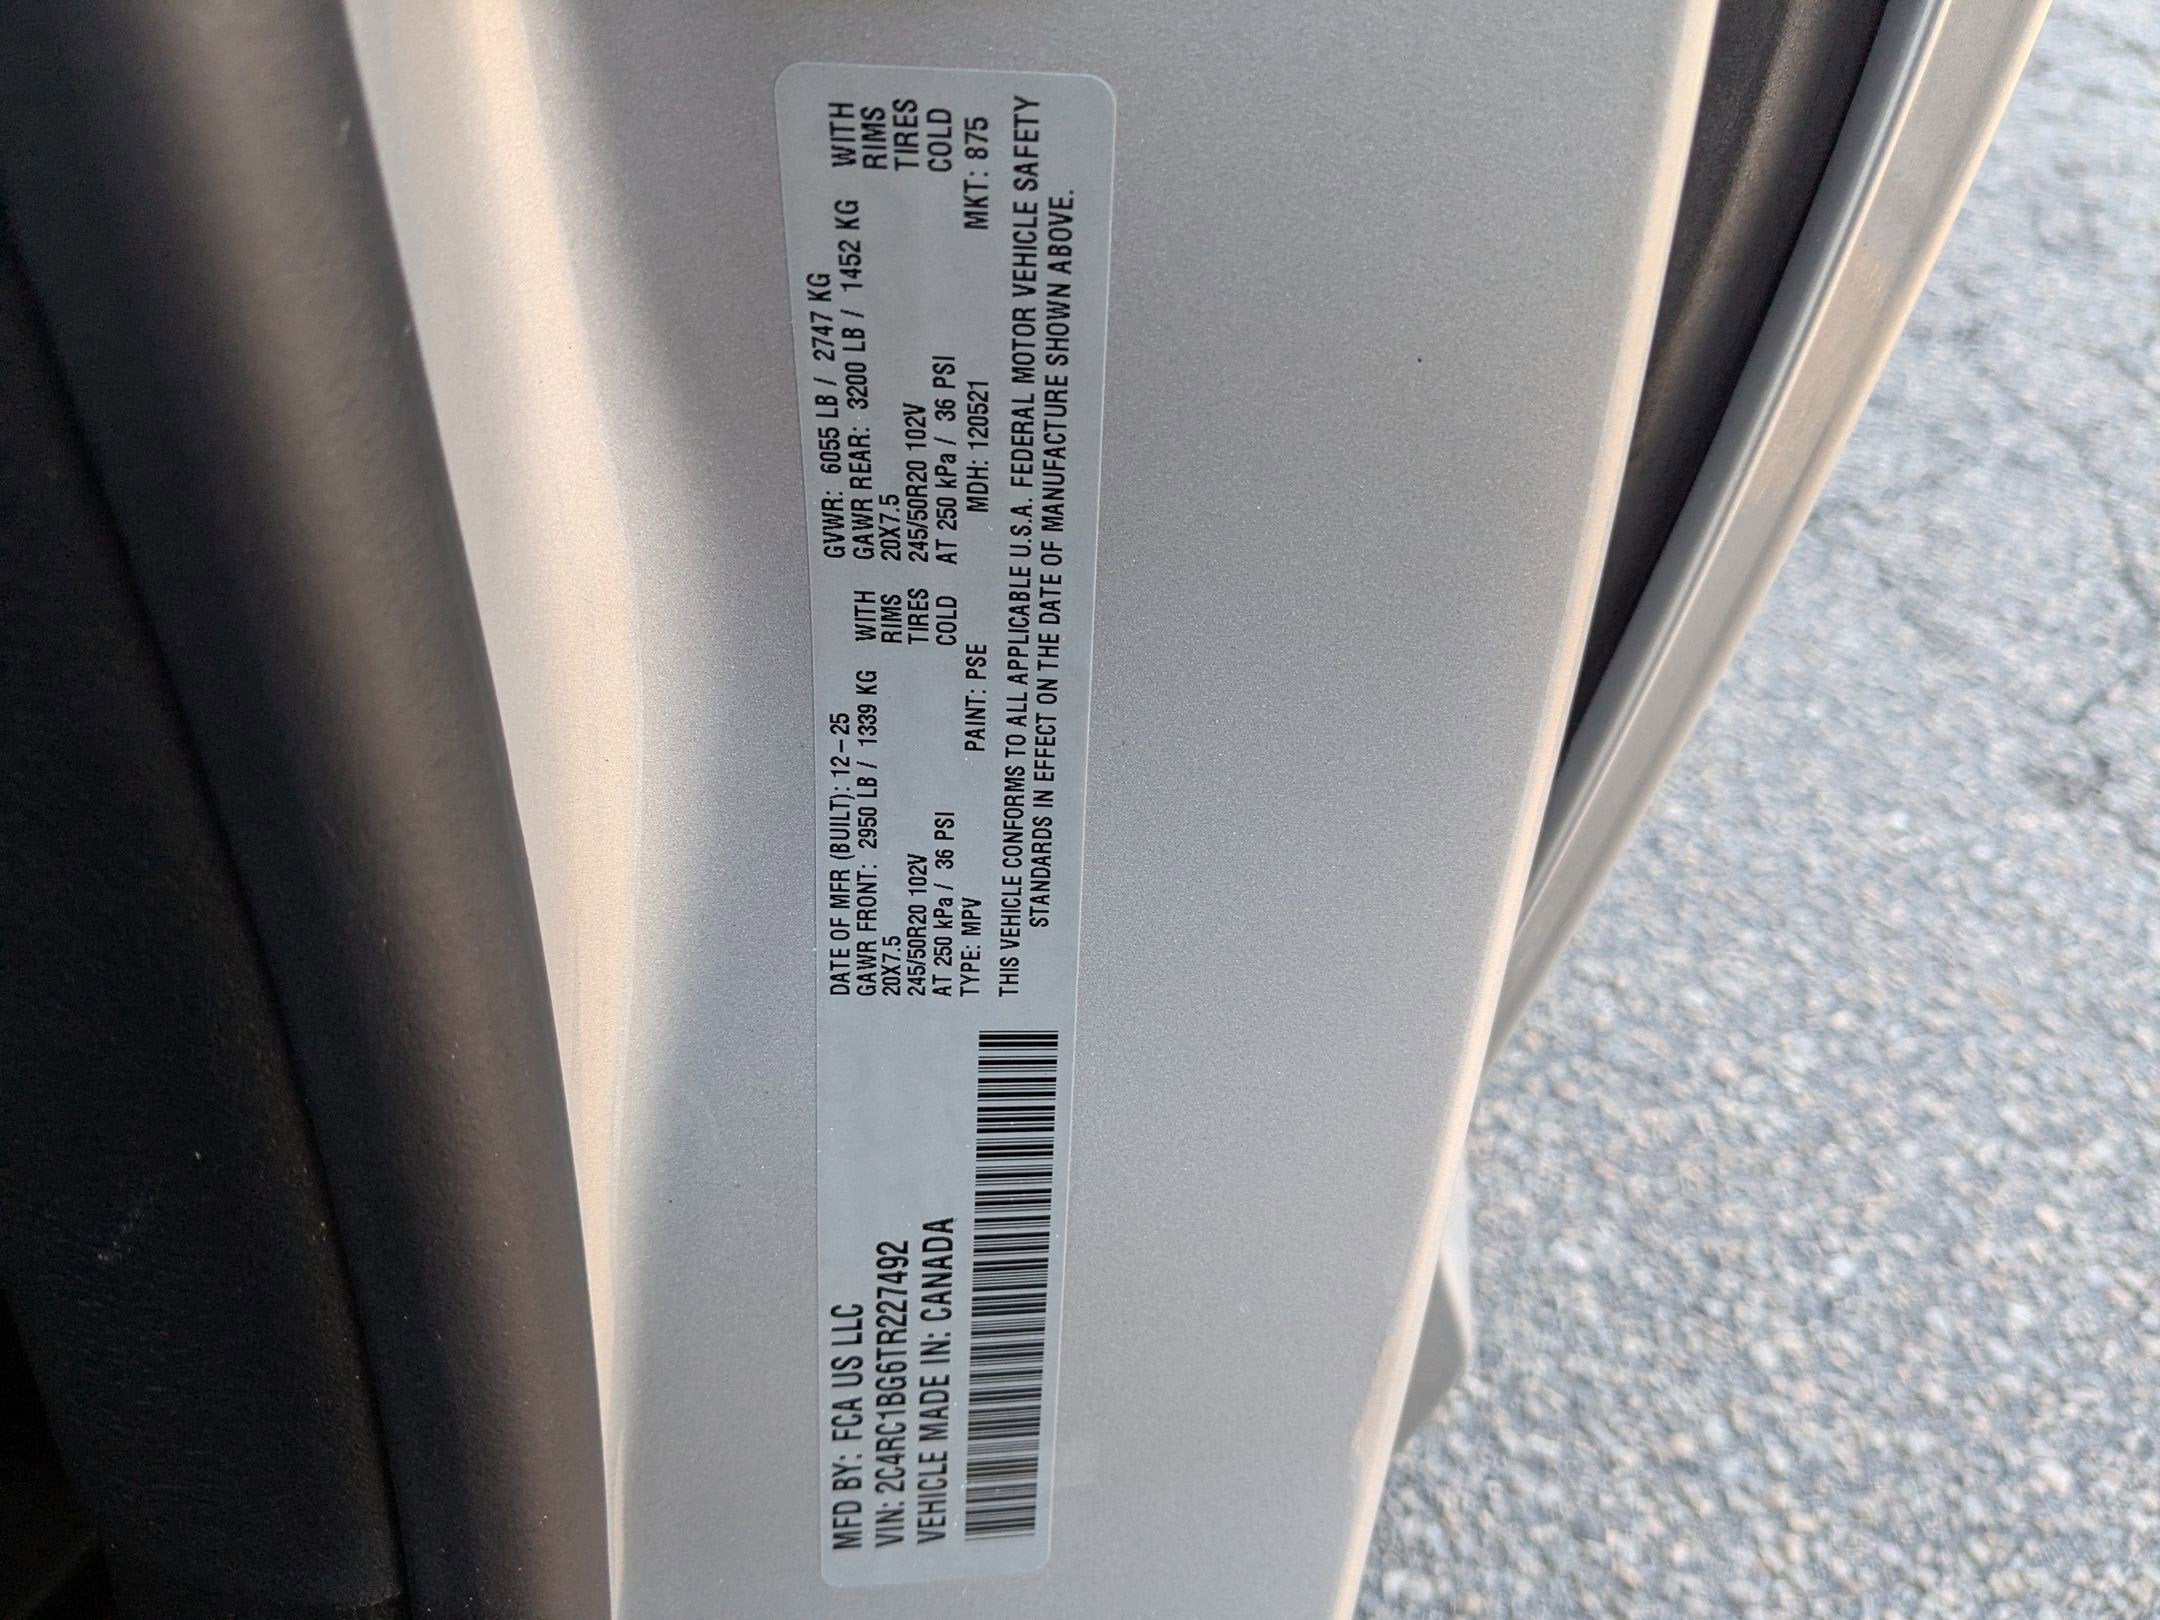 MFD BY: FCA US LLC
VIN: 2C4RC1BG6TR227492
VEHICLE MADE IN: CANADA
DATE OF MFR (BUILT): 12-25 GVWR: 6055 LB / 2747 KG
GAWR FRONT: 2950 LB / 1339 KG WITH GAWR REAR: 3200 LB / 1452 KG WITH
20X7.5 RIMS 20X7.5 RIMS
245/50R20 102V TIRES 245/50R20 102V TIRES
AT 250 kPa / 36 PSI COLD AT 250 kPa / 36 PSI COLD
TYPE: MPV PAINT: PSE MDH: 120521 MKT: 875
THIS VEHICLE CONFORMS TO ALL APPLICABLE U.S.A. FEDERAL MOTOR VEHICLE SAFETY
STANDARDS IN EFFECT ON THE DATE OF MANUFACTURE SHOWN ABOVE.